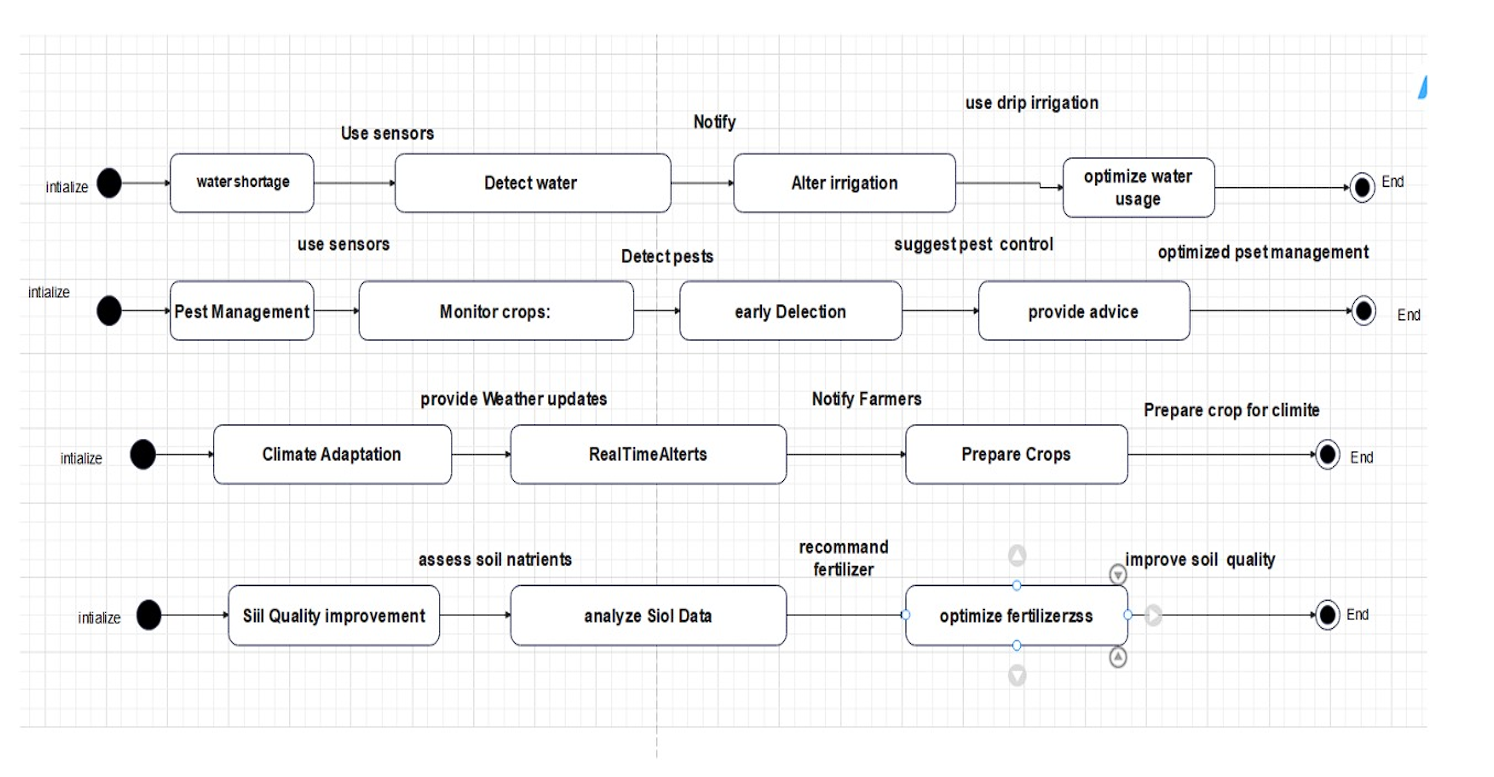 use drip irrigation
Notify
Use sensors
intialize
water shortage
Detect water
Alter irrigation
optimize water
usage
End
use sensors
Detect pests
suggest pest control
optimized pset management
intialize
Pest Management
Monitor crops:
early Delection
provide advice
End
provide Weather updates
Notify Farmers
Prepare crop for climite
intialize
Climate Adaptation
RealTimeAlterts
Prepare Crops
End
assess soil natrients
recommand
fertilizer
improve soil quality
intialize
Siil Quality improvement
analyze Siol Data
optimize fertilizerzss
End